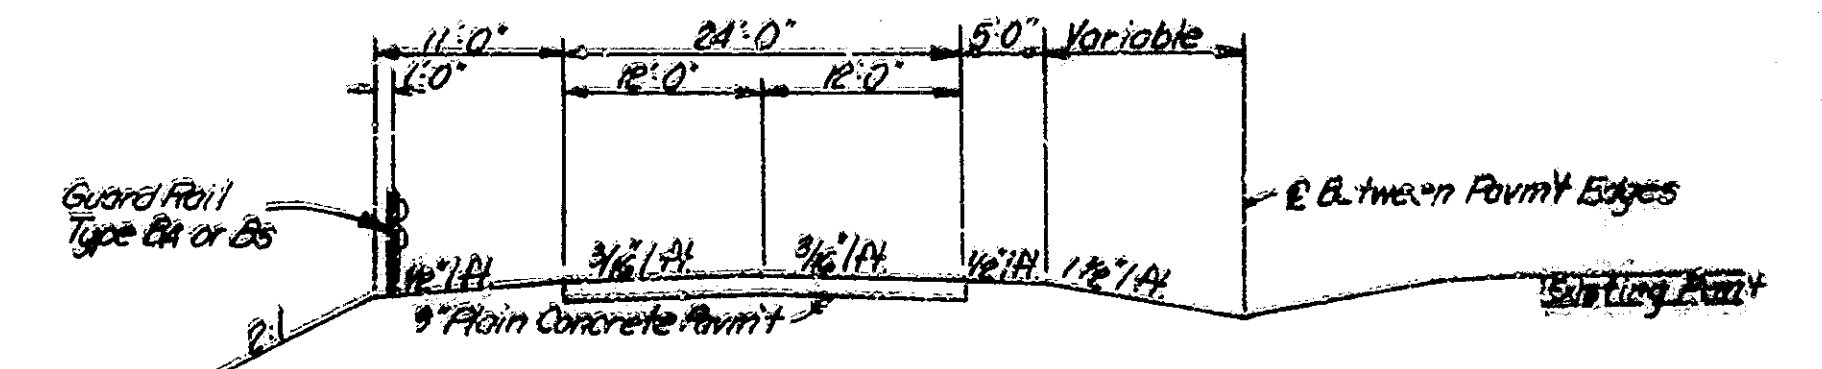 11'-0" 24'-0" 5'-0" Variable
1'-0" 12'-0" 12'-0"
Guard Rail
Type BA or BS
℄ Between Pavm't Edges
1/2"/ft. 3/16"/ft. 3/16"/ft. 1/2"/ft. 1 1/2"/ft.
Existing Pvm't
9" Plain Concrete Pavm't
2:1